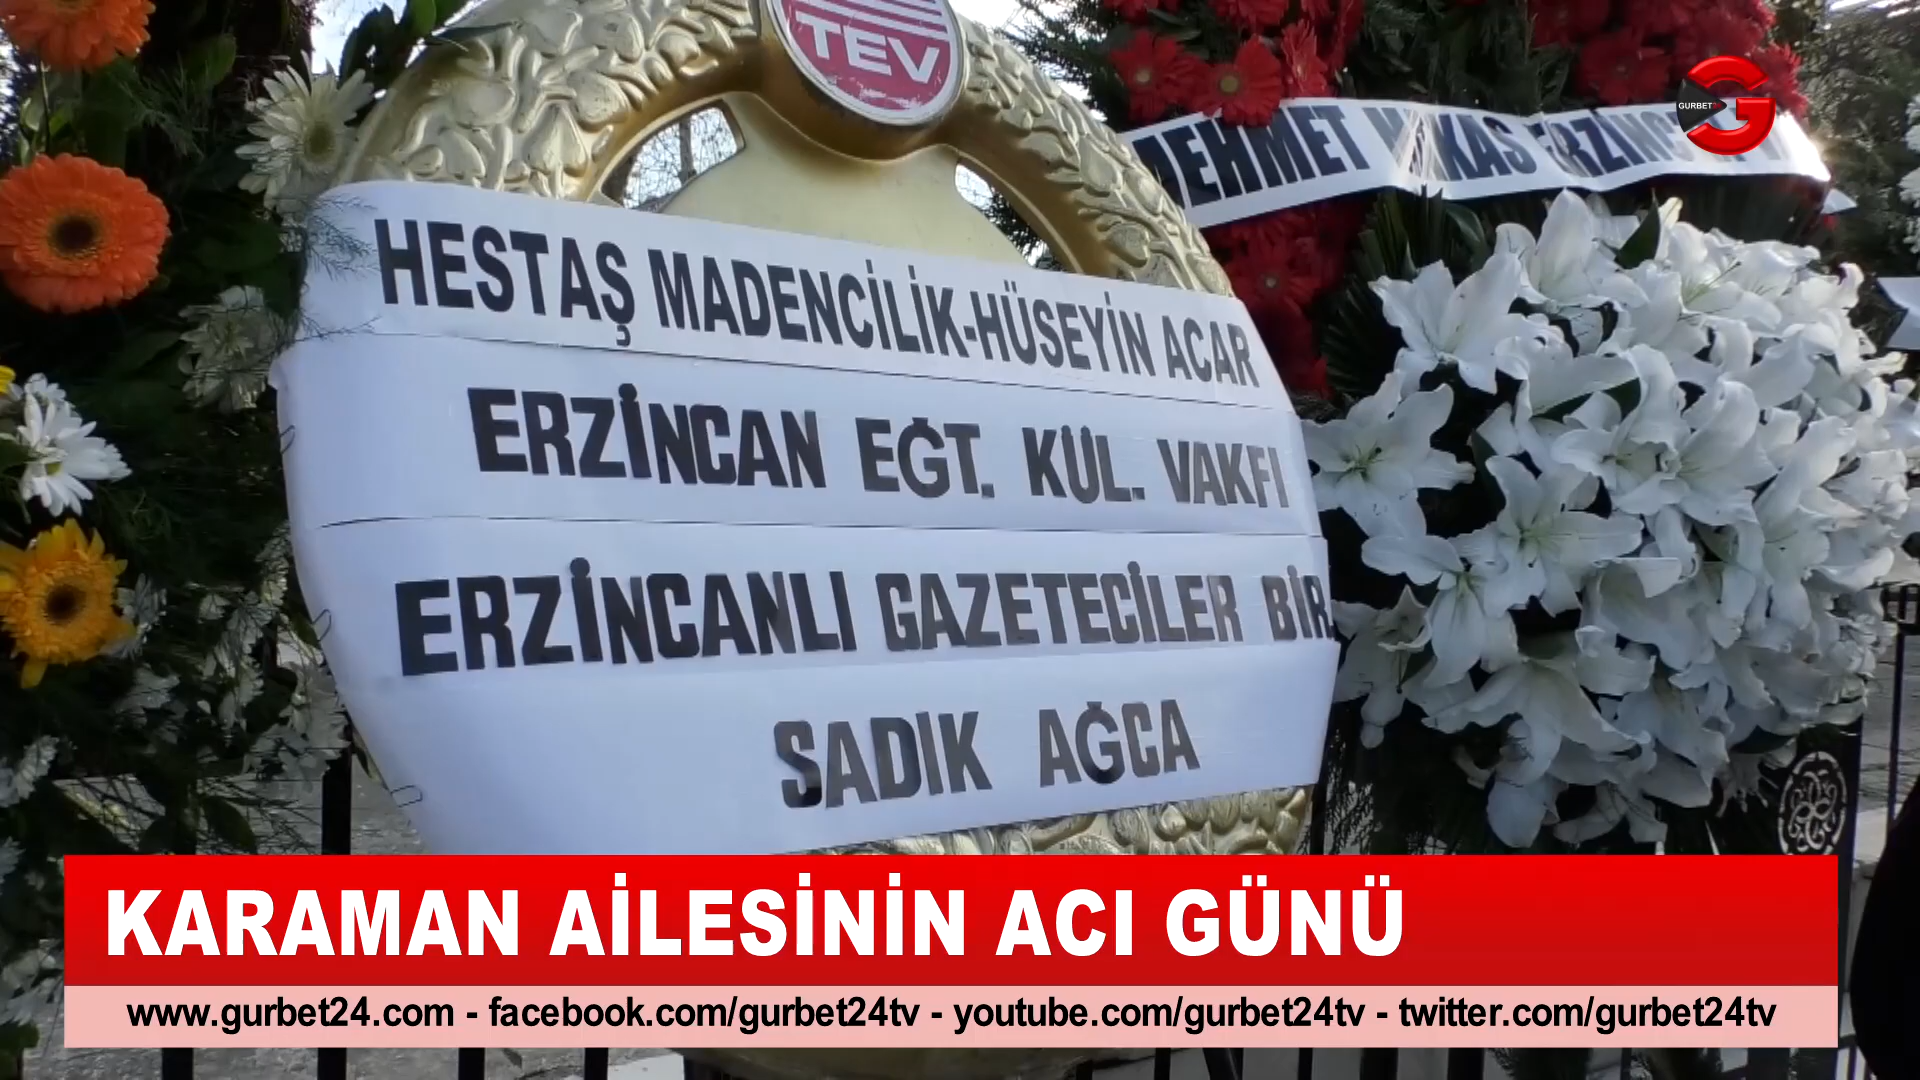 TEV
GURBET
MEHMET
HESTAŞ MADENCİLİK-HÜSEYİN ACAR
ERZİNCAN EĞT. KÜL. VAKFI
ERZİNCANLI GAZETECİLER BİR.
SADIK AĞCA
KARAMAN AİLESİNİN ACI GÜNÜ
www.gurbet24.com - facebook.com/gurbet24tv - youtube.com/gurbet24tv - twitter.com/gurbet24tv